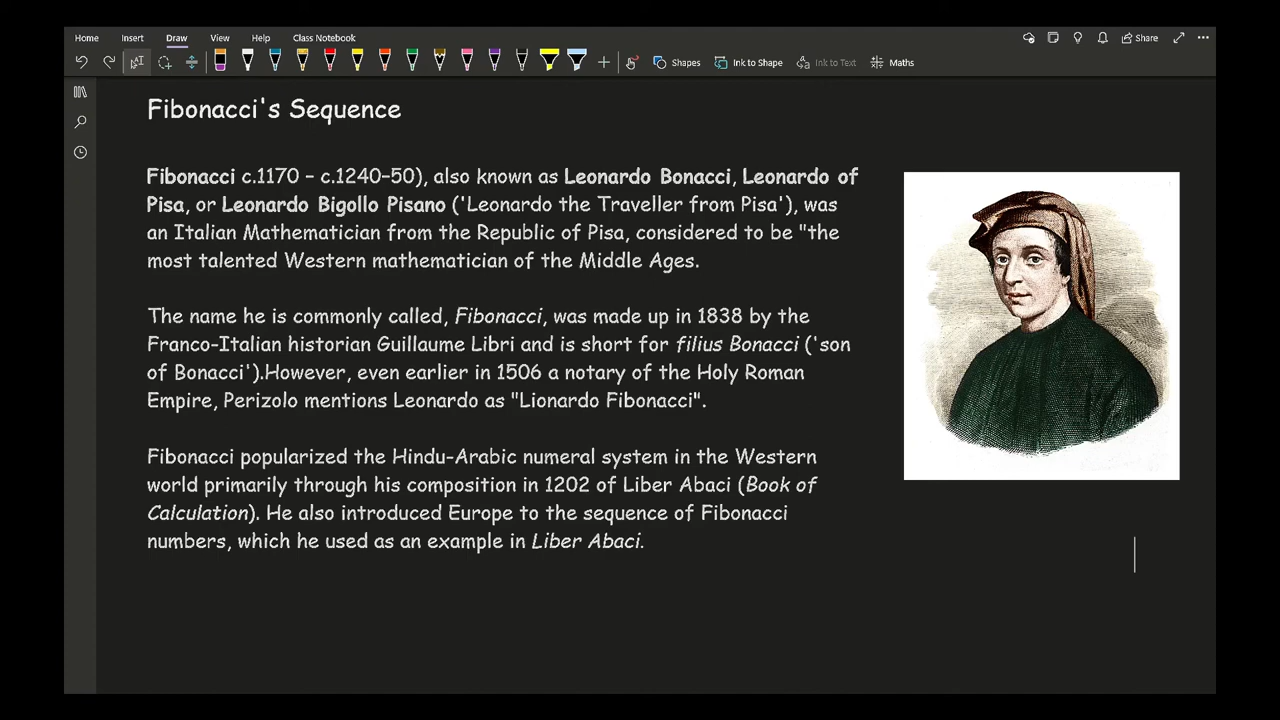 Home Insert Draw View Help Class Notebook Share
Shapes Ink to Shape Ink to Text Maths
Fibonacci's Sequence
Fibonacci c.1170 – c.1240–50), also known as Leonardo Bonacci, Leonardo of
Pisa, or Leonardo Bigollo Pisano ('Leonardo the Traveller from Pisa'), was
an Italian Mathematician from the Republic of Pisa, considered to be "the
most talented Western mathematician of the Middle Ages.
The name he is commonly called, Fibonacci, was made up in 1838 by the
Franco-Italian historian Guillaume Libri and is short for filius Bonacci ('son
of Bonacci').However, even earlier in 1506 a notary of the Holy Roman
Empire, Perizolo mentions Leonardo as "Lionardo Fibonacci".
Fibonacci popularized the Hindu-Arabic numeral system in the Western
world primarily through his composition in 1202 of Liber Abaci (Book of
Calculation). He also introduced Europe to the sequence of Fibonacci
numbers, which he used as an example in Liber Abaci.